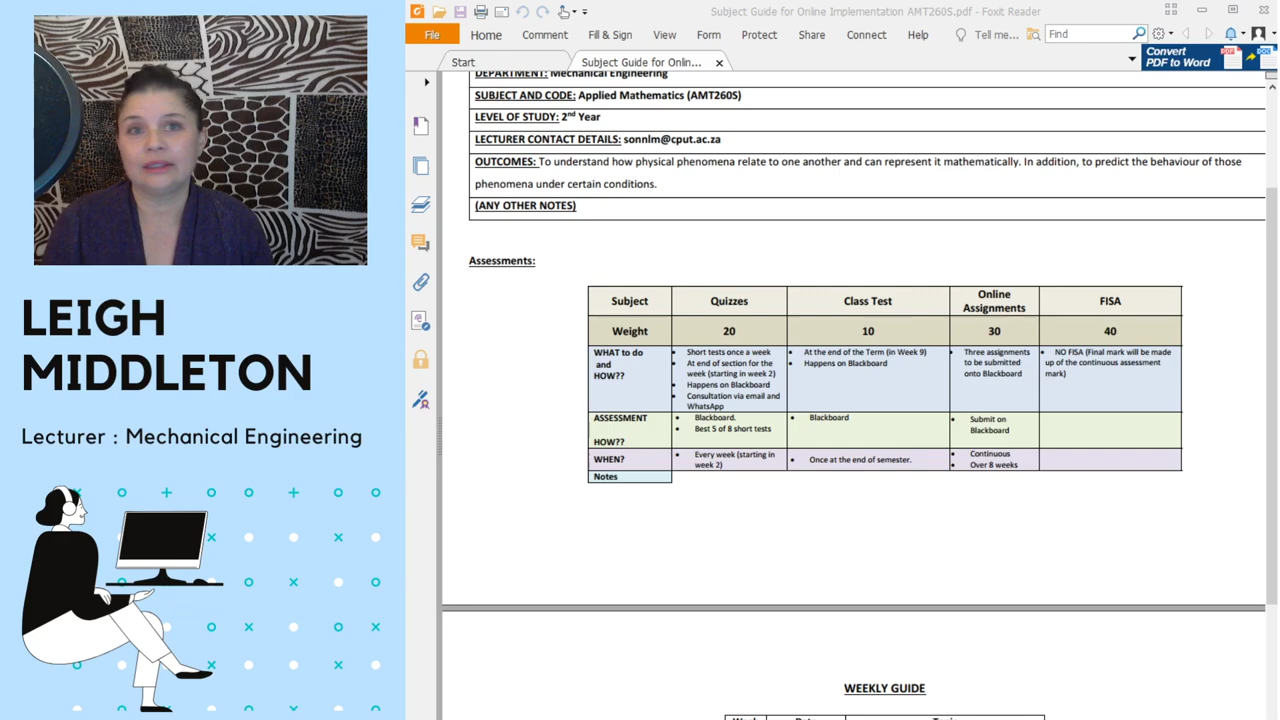 LEIGH
MIDDLETON
Lecturer : Mechanical Engineering
Subject Guide for Online Implementation AMT260S.pdf - Foxit Reader
File Home Comment Fill & Sign View Form Protect Share Connect Help Tell me... Find
Start Subject Guide for Onlin...
Convert
PDF to Word
DEPARTMENT: Mechanical Engineering
SUBJECT AND CODE: Applied Mathematics (AMT260S)
LEVEL OF STUDY: 2nd Year
LECTURER CONTACT DETAILS: sonnlm@cput.ac.za
OUTCOMES: To understand how physical phenomena relate to one another and can represent it mathematically. In addition, to predict the behaviour of those
phenomena under certain conditions.
(ANY OTHER NOTES)
Assessments:
Subject Quizzes Class Test Online
Assignments FISA
Weight 20 10 30 40
WHAT to do
and
HOW??
• Short tests once a week
• At end of section for the
week (starting in week 2)
• Happens on Blackboard
• Consultation via email and
WhatsApp
• At the end of the Term (in Week 9)
• Happens on Blackboard
• Three assignments
to be submitted
onto Blackboard
• NO FISA (Final mark will be made
up of the continuous assessment
mark)
ASSESSMENT
HOW??
• Blackboard.
• Best 5 of 8 short tests
• Blackboard
• Submit on
Blackboard
WHEN?
• Every week (starting in
week 2)
• Once at the end of semester.
• Continuous
• Over 8 weeks
Notes
WEEKLY GUIDE